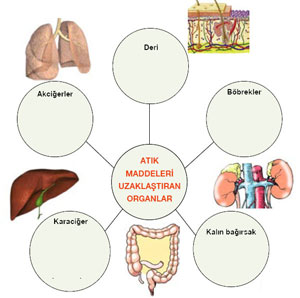 Deri
Akciğerler
Böbrekler
ATIK
MADDELERİ
UZAKLAŞTIRAN
ORGANLAR
Karaciğer
Kalın bağırsak